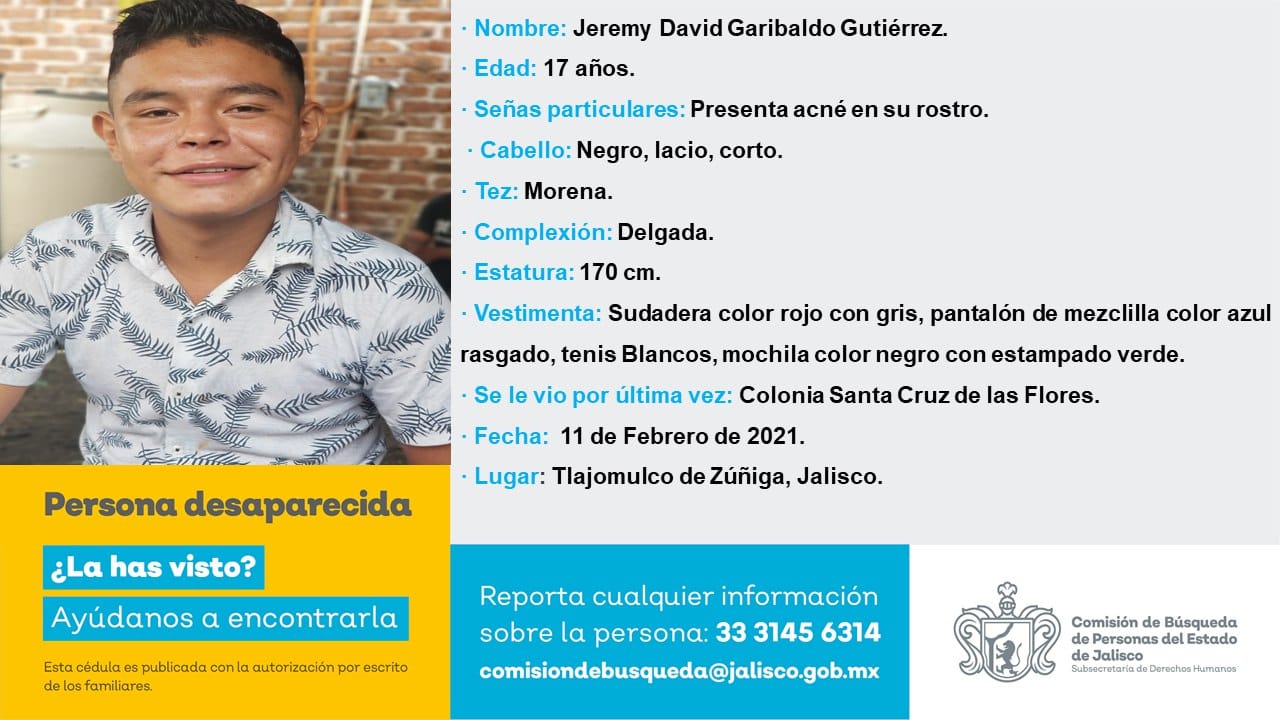 · Nombre: Jeremy David Garibaldo Gutiérrez.
· Edad: 17 años.
· Señas particulares: Presenta acné en su rostro.
· Cabello: Negro, lacio, corto.
· Tez: Morena.
· Complexión: Delgada.
· Estatura: 170 cm.
· Vestimenta: Sudadera color rojo con gris, pantalón de mezclilla color azul
rasgado, tenis Blancos, mochila color negro con estampado verde.
· Se le vio por última vez: Colonia Santa Cruz de las Flores.
· Fecha: 11 de Febrero de 2021.
· Lugar: Tlajomulco de Zúñiga, Jalisco.
Persona desaparecida
¿La has visto?
Ayúdanos a encontrarla
Esta cédula es publicada con la autorización por escrito
de los familiares.
Reporta cualquier información
sobre la persona: 33 3145 6314
comisiondebusqueda@jalisco.gob.mx
Comisión de Búsqueda
de Personas del Estado
de Jalisco
Subsecretaría de Derechos Humanos